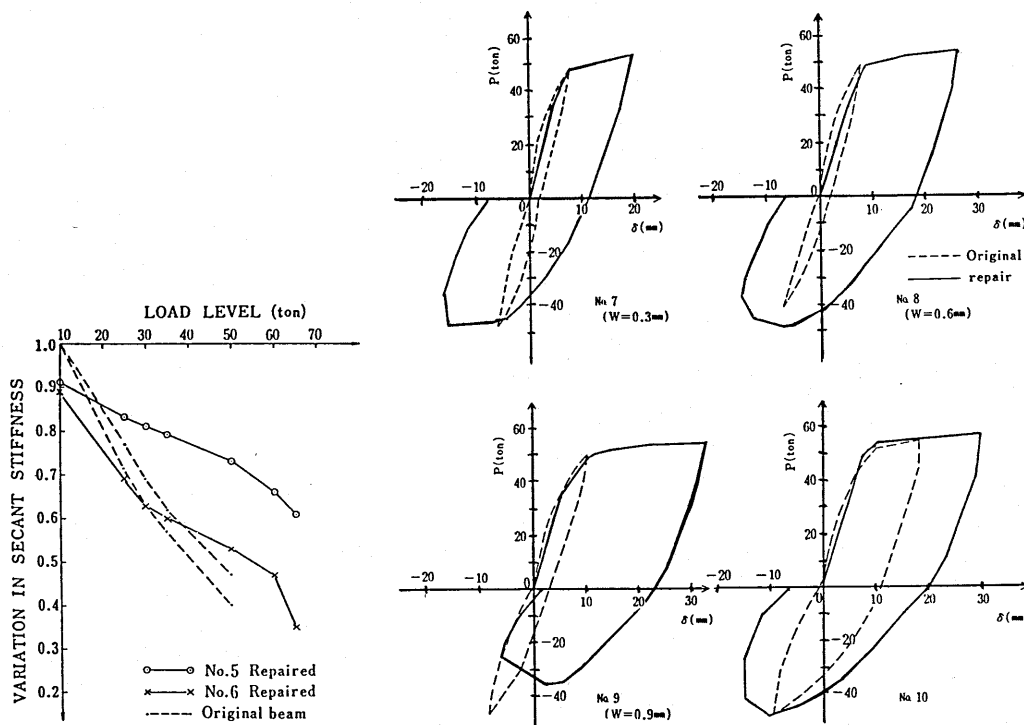 LOAD LEVEL (ton)
10 20 30 40 50 60 70
VARIATION IN SECANT STIFFNESS
1.0
0.9
0.8
0.7
0.6
0.5
0.4
0.3
0.2
No.5 Repaired
No.6 Repaired
Original beam
P(ton)
60
40
20
-20 -10 0 10 20
δ(mm)
-20
-40
No 7
(W=0.3mm)
P(ton)
60
40
20
-20 -10 0 10 20 30
δ(mm)
-20
-40
Original
repair
No 8
(W=0.6mm)
P(ton)
60
40
20
-20 -10 0 10 20 30
δ(mm)
-20
-40
No 9
(W=0.9mm)
P(ton)
60
40
20
-20 -10 0 10 20 30
δ(mm)
-20
-40
No 10